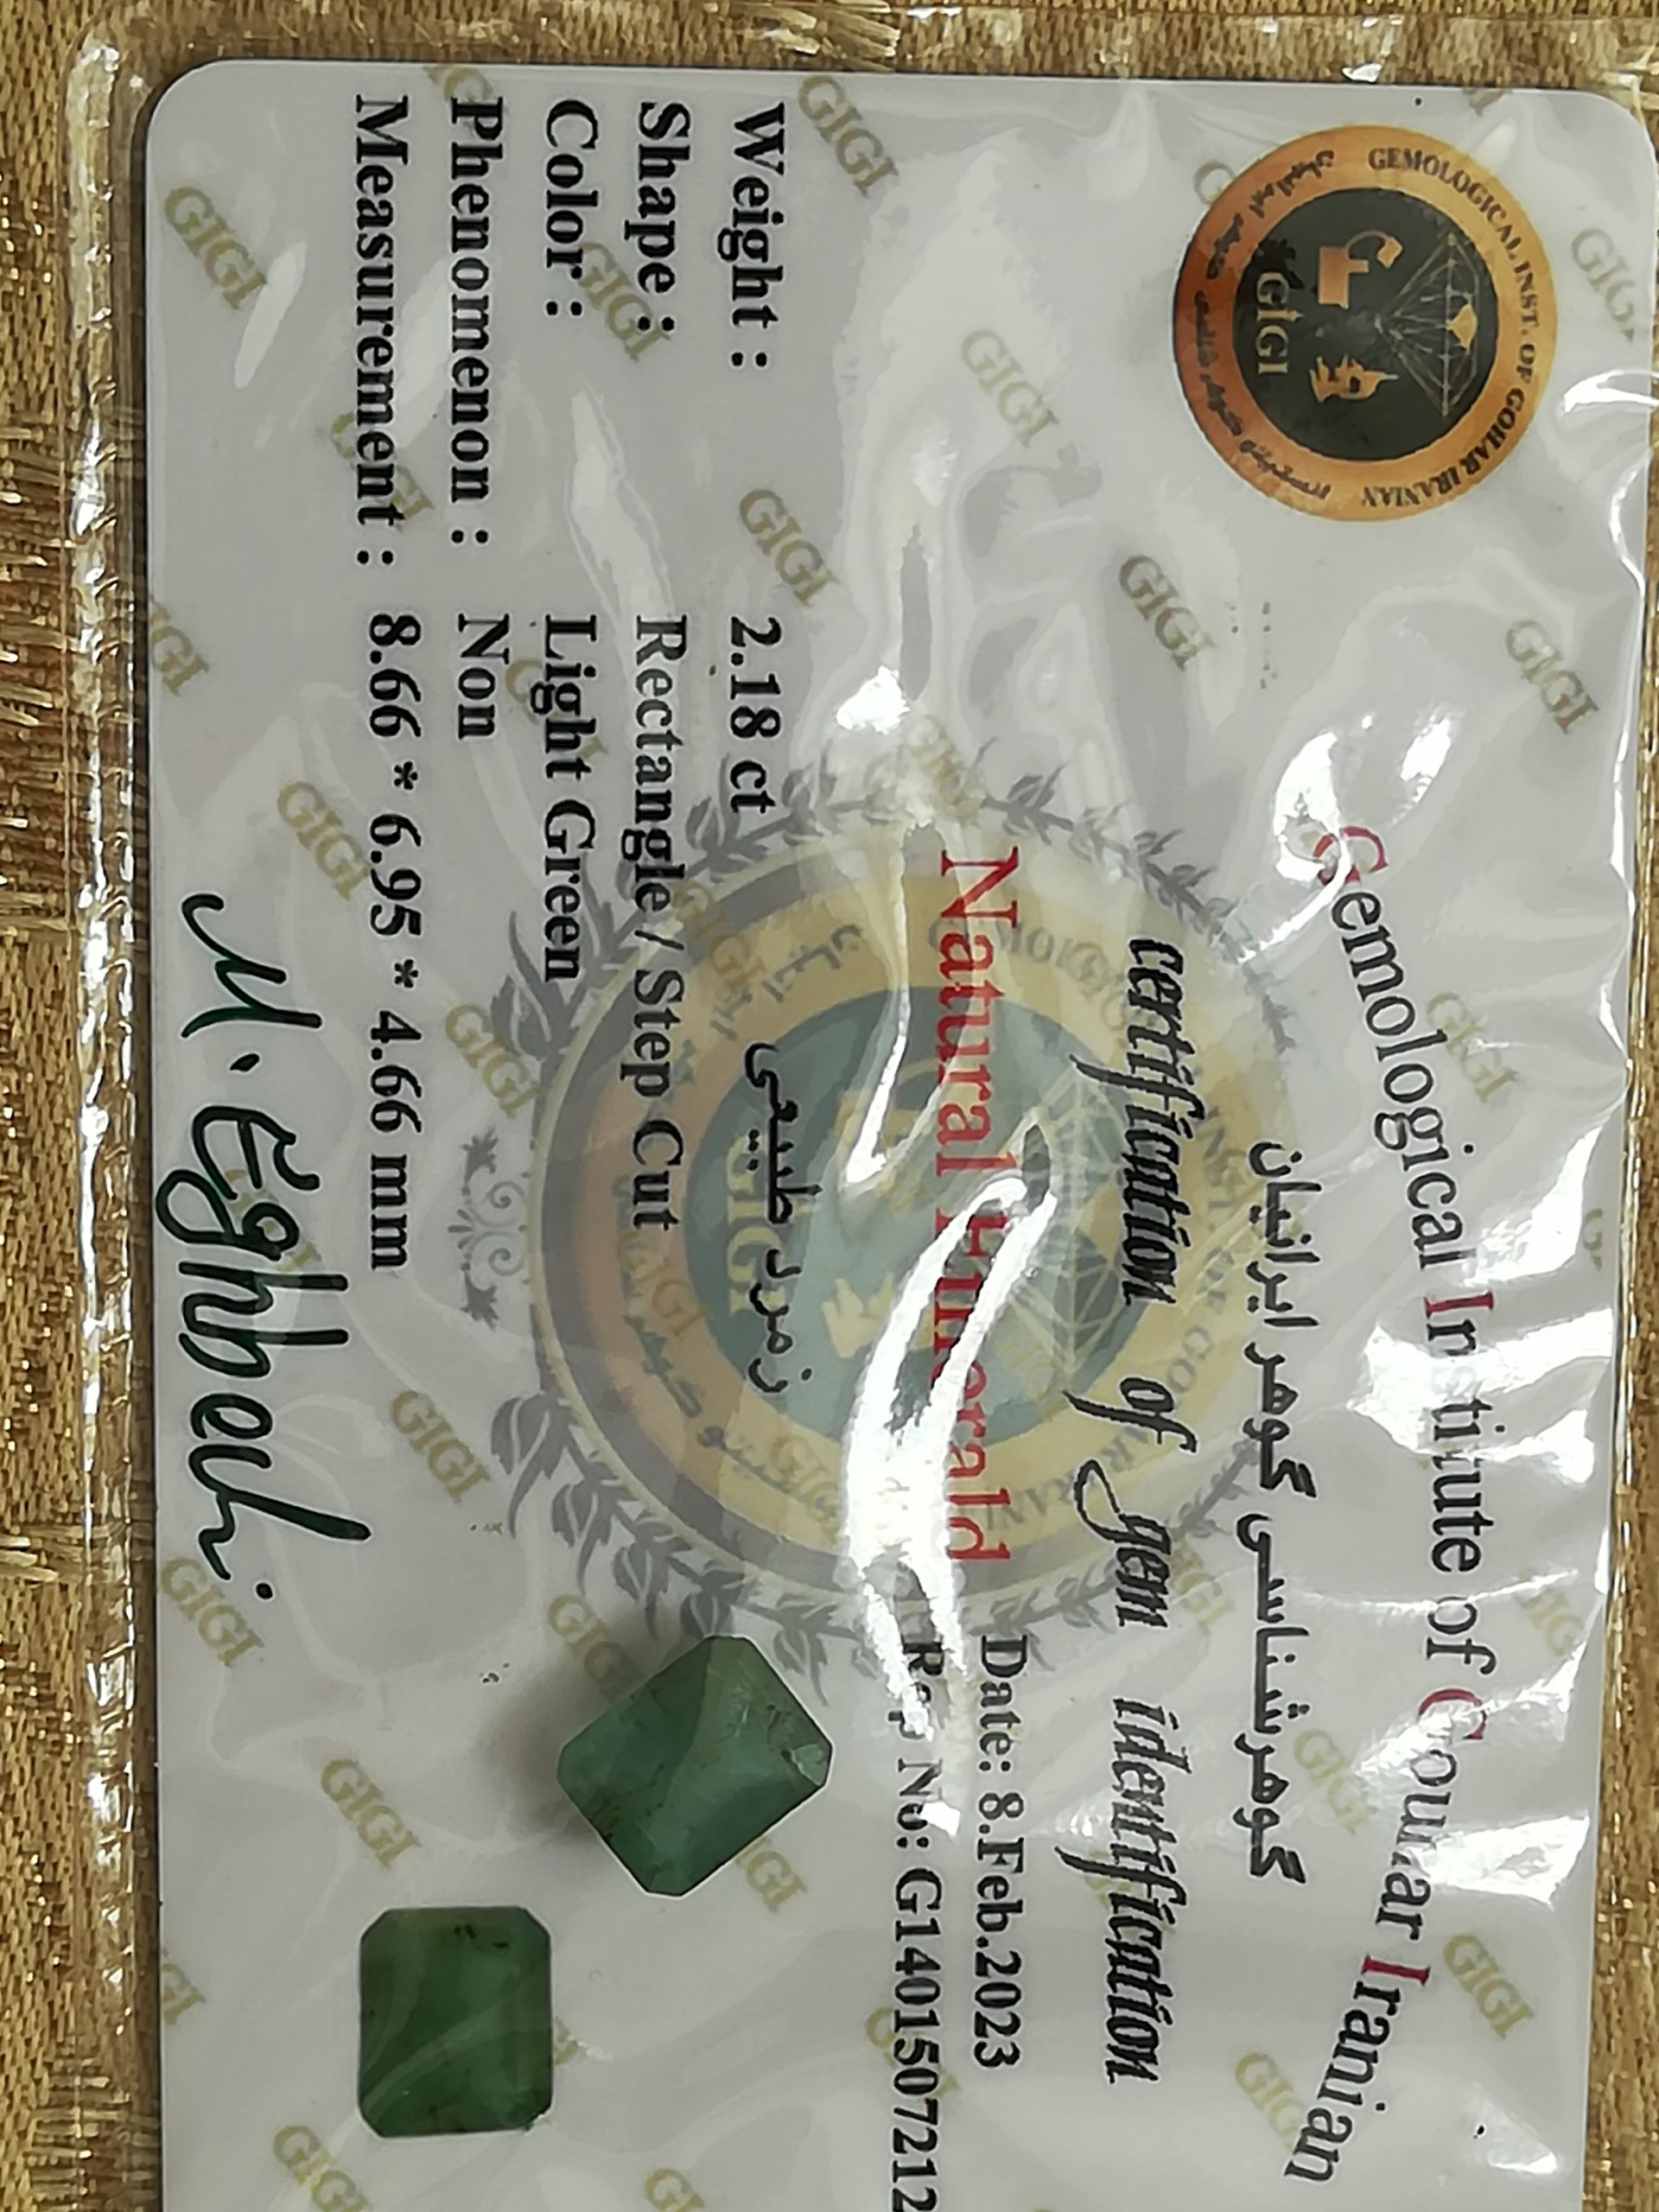 GEMOLOGICAL INST. OF GOHAR IRANIAN
GIGI
Gemological Institute of Gouhar Iranian
گوهرشناسی گوهر ایرانیان
certification of gem identification
Natural Emerald
Date: 8.Feb.2023
Rep No: G1401507212
زمرد طبیعی
Weight : 2.18 ct
Shape : Rectangle / Step Cut
Color : Light Green
Phenomenon : Non
Measurement : 8.66 * 6.95 * 4.66 mm
M. Eghbali